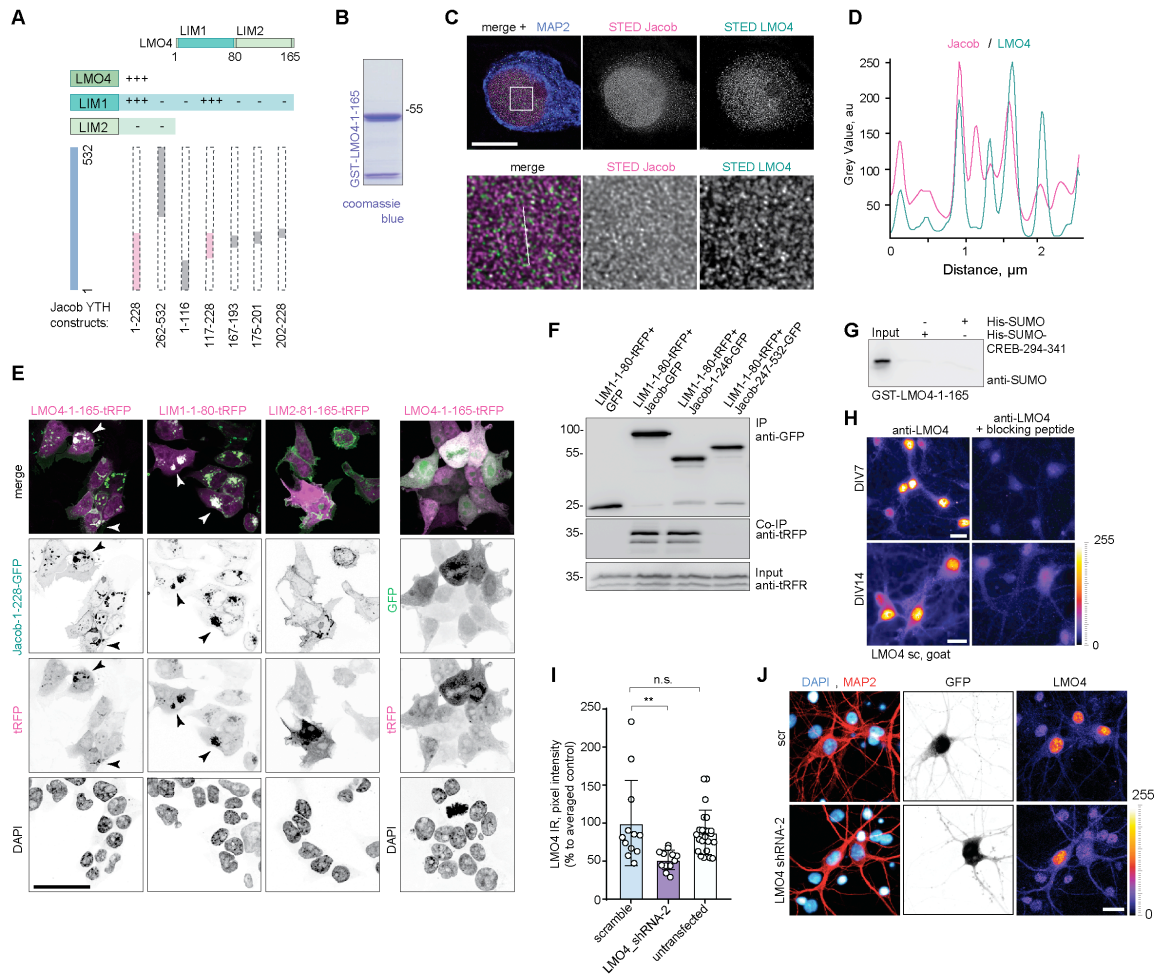 A
LIM1
LIM2
LMO4
1
80
165
LMO4
+++
LIM1
+++
-
-
+++
-
-
-
LIM2
-
-
532
1
Jacob YTH
constructs:
1-228
262-532
1-116
117-228
167-193
175-201
202-228
B
GST-LMO4-1-165
-55
coomassie
blue
C
merge + MAP2
STED Jacob
STED LMO4
merge
STED Jacob
STED LMO4
D
Jacob / LMO4
Grey Value, au
250
200
150
100
50
0
1
2
Distance, µm
E
LMO4-1-165-tRFP
LIM1-1-80-tRFP
LIM2-81-165-tRFP
LMO4-1-165-tRFP
merge
Jacob-1-228-GFP
GFP
tRFP
tRFP
DAPI
DAPI
F
LIM1-1-80-tRFP+
GFP
LIM1-1-80-tRFP+
Jacob-GFP
LIM1-1-80-tRFP+
Jacob-1-246-GFP
LIM1-1-80-tRFP+
Jacob-247-532-GFP
100-
55-
25-
IP
anti-GFP
35-
Co-IP
anti-tRFP
35-
Input
anti-tRFR
G
Input
-
+
His-SUMO
+
-
His-SUMO-
CREB-294-341
anti-SUMO
GST-LMO4-1-165
H
anti-LMO4
anti-LMO4
+ blocking peptide
DIV7
DIV14
255
0
LMO4 sc, goat
I
n.s.
**
LMO4 IR, pixel intensity
(% to averaged control)
250
200
150
100
50
0
scramble
LMO4_shRNA-2
untransfected
J
DAPI , MAP2
GFP
LMO4
scr
LMO4 shRNA-2
255
0